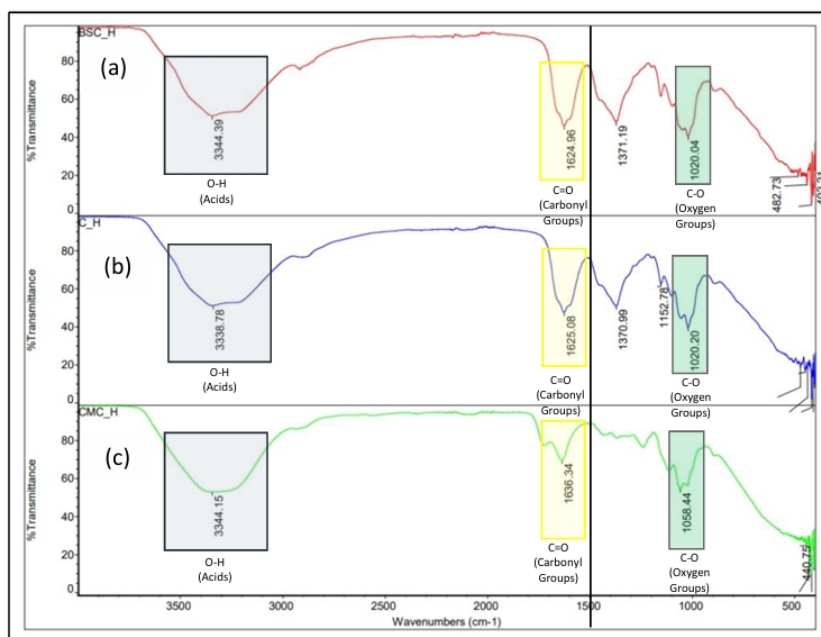 BSC_H
(a)
%Transmittance
80
60
40
20
0
3344.39
O-H
(Acids)
1624.96
C=O
(Carbonyl
Groups)
1371.19
1020.04
C-O
(Oxygen
Groups)
482.73
C_H
(b)
%Transmittance
80
60
40
20
0
3338.78
O-H
(Acids)
1625.08
C=O
(Carbonyl
Groups)
1370.99
1152.78
1020.20
C-O
(Oxygen
Groups)
CMC_H
(c)
%Transmittance
80
60
40
20
0
3344.15
O-H
(Acids)
1636.34
C=O
(Carbonyl
Groups)
1058.44
C-O
(Oxygen
Groups)
440.75
3500 3000 2500 2000 1500 1000 500
Wavenumbers (cm-1)